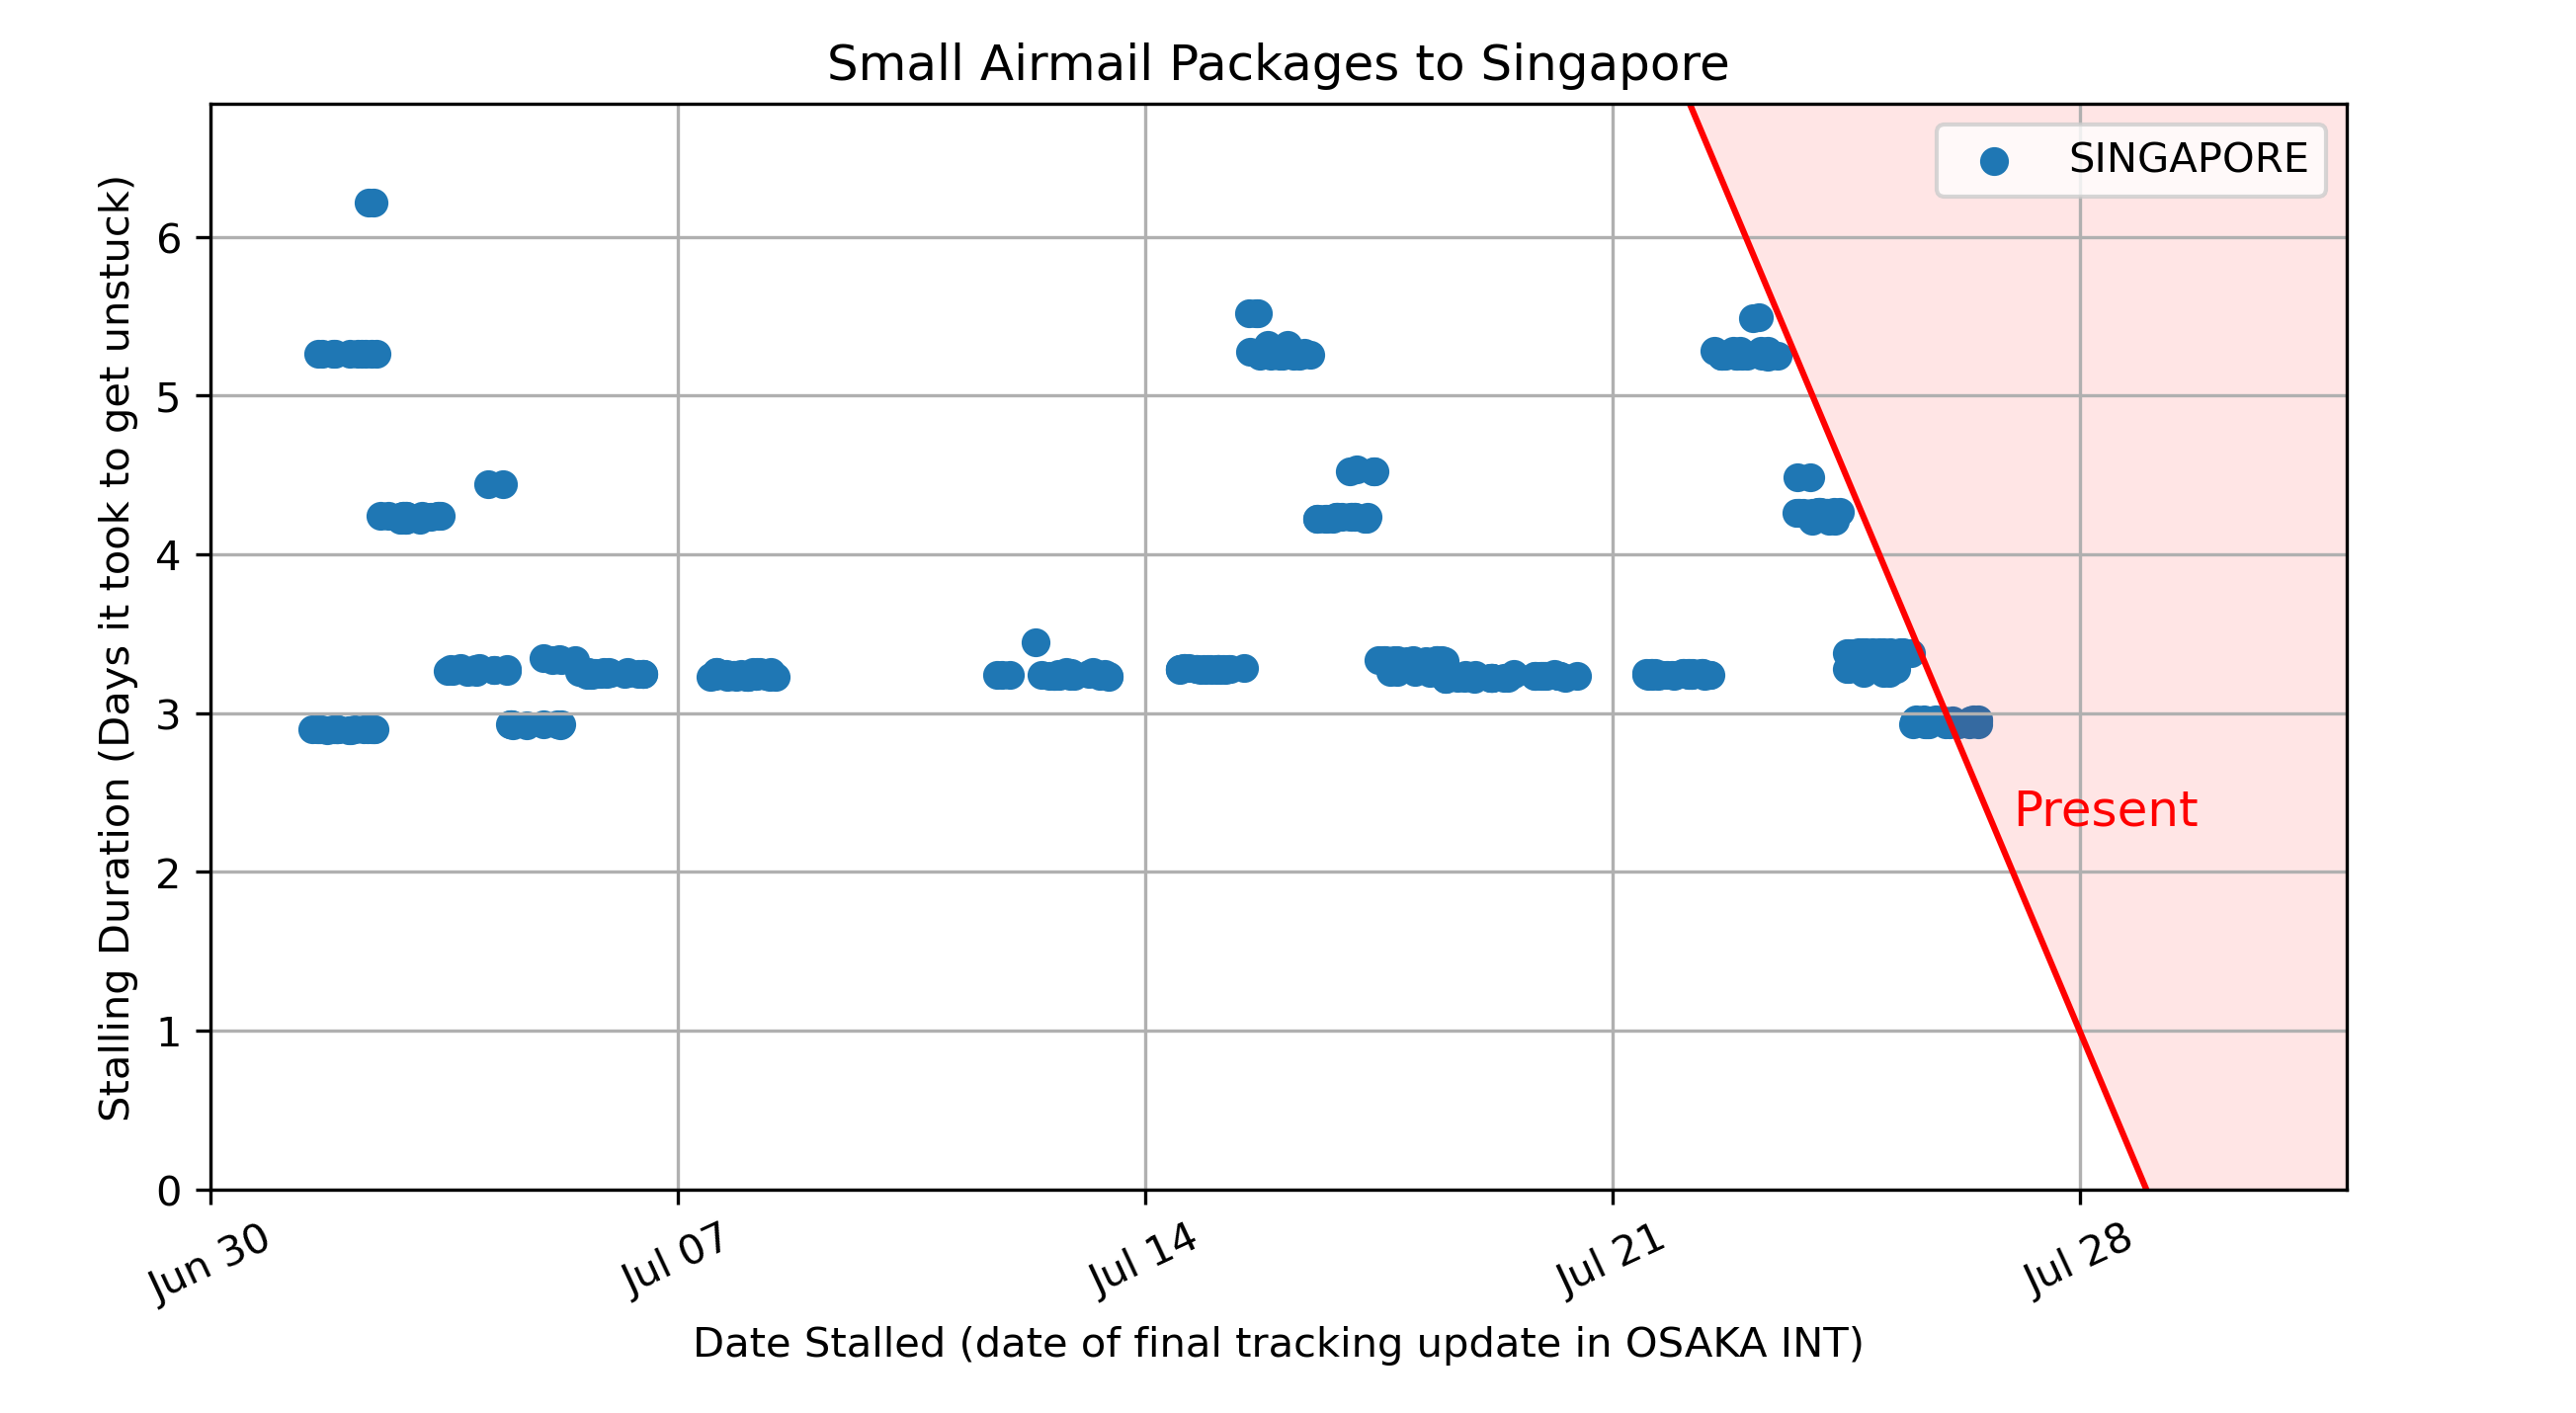 Small Airmail Packages to Singapore
SINGAPORE
Stalling Duration (Days it took to get unstuck)
6
5
4
3
2
1
0
Present
Jun 30
Jul 07
Jul 14
Jul 21
Jul 28
Date Stalled (date of final tracking update in OSAKA INT)